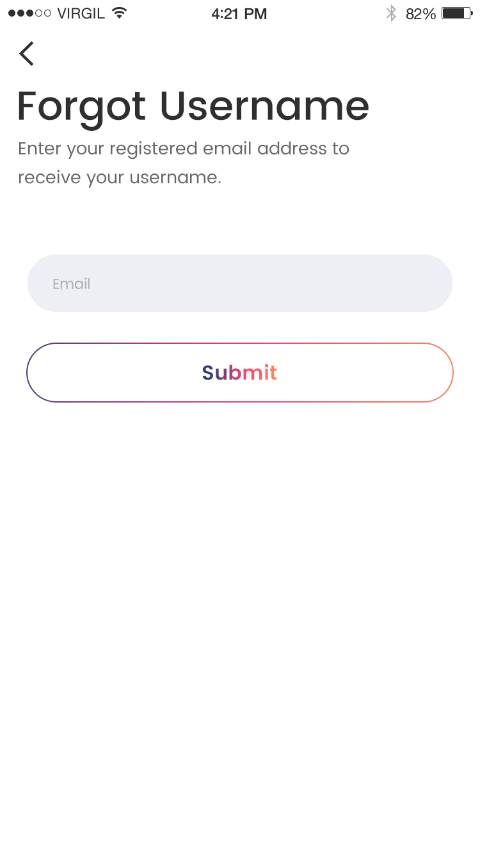 VIRGIL 4:21 PM 82%
Forgot Username
Enter your registered email address to
receive your username.
Email
Submit